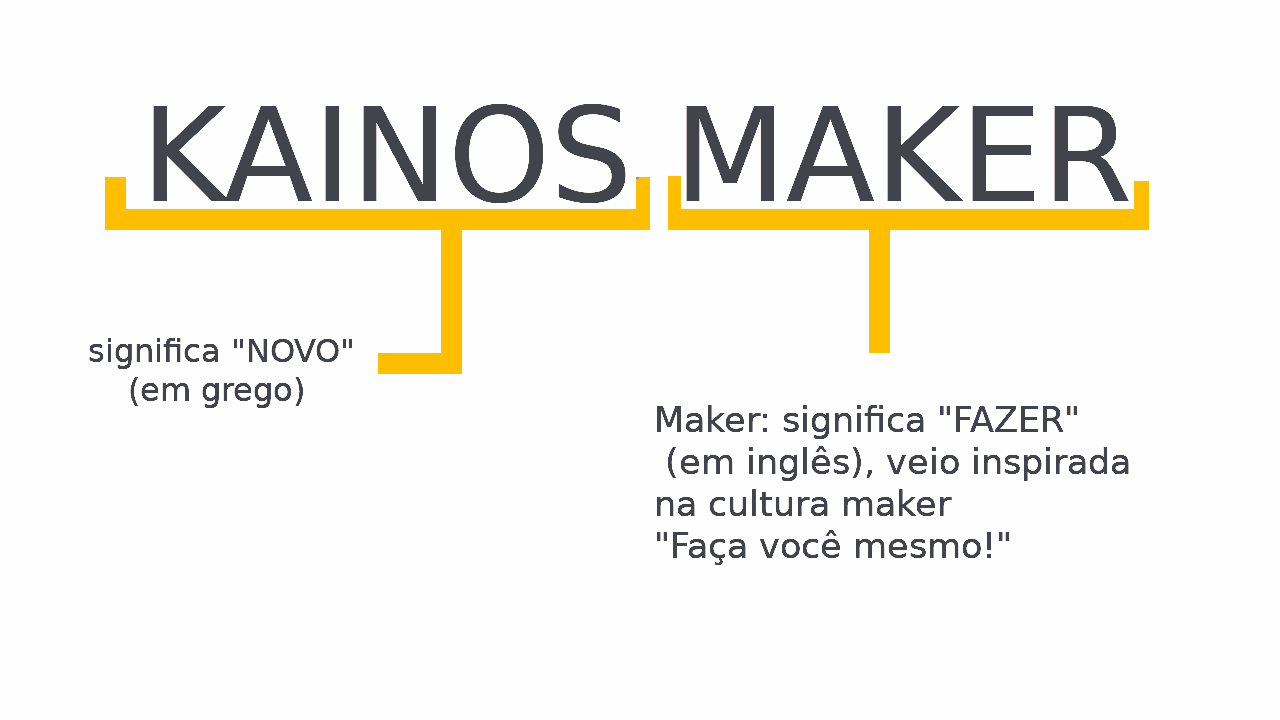 KAINOS MAKER
significa "NOVO"
(em grego)
Maker: significa "FAZER"
(em inglês), veio inspirada
na cultura maker
"Faça você mesmo!"